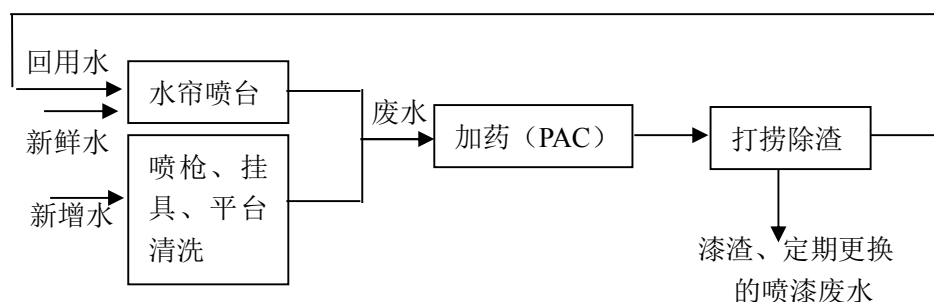 回用水
水帘喷台
新鲜水
废水
加药（PAC）
打捞除渣
喷枪、挂
具、平台
清洗
新增水
漆渣、定期更换
的喷漆废水